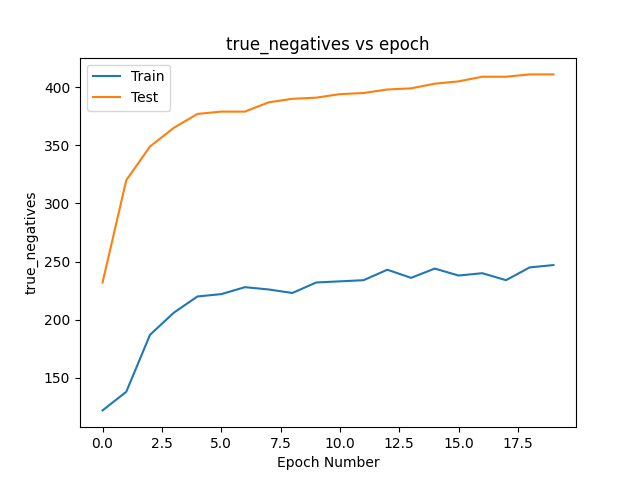 true_negatives vs epoch
Train
Test
400
350
300
250
200
150
true_negatives
0.0 2.5 5.0 7.5 10.0 12.5 15.0 17.5
Epoch Number